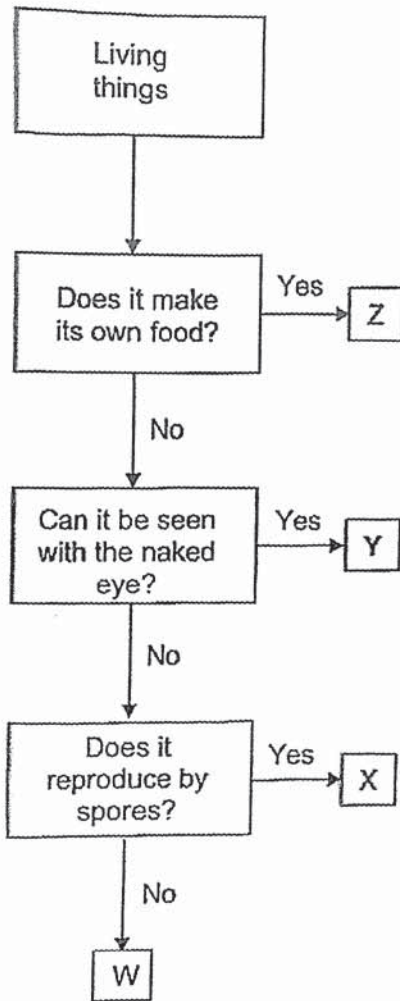 Living
things
Does it make
its own food?
Yes
Z
No
Can it be seen
with the naked
eye?
Yes
Y
No
Does it
reproduce by
spores?
Yes
X
No
W